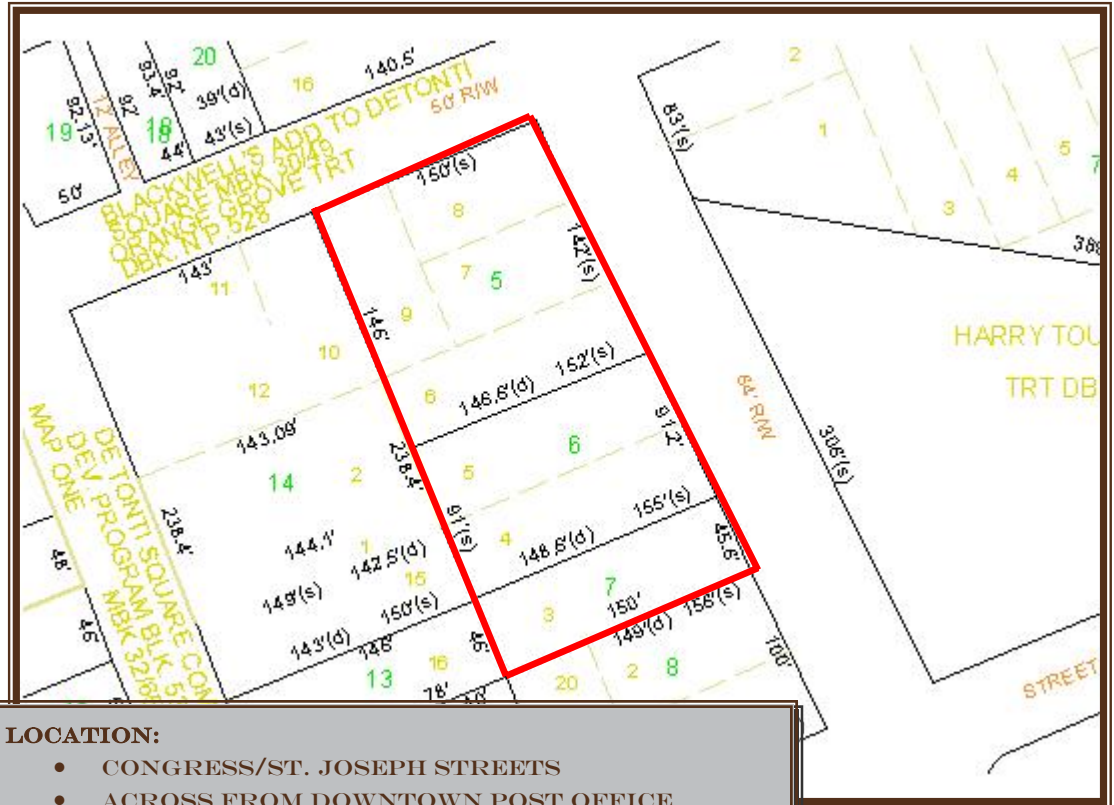 20
16
140.5'
50' R/W
93.4'
92'
39'(d)
92.13'
12' ALLEY
92'
19
18
43'(s)
44'
50'
BLACKWELL'S ADD TO DETONTI
SQUARE MBK 30/49
ORANGE GROVE TRT
DBK. N P.528
150'(s)
8
142'(s)
7
5
9
146'
143'
11
10
12
6
146.6'(d)
152'(s)
2
83'(s)
1
5
4
3
7
HARRY TOU
TRT DB
64' R/W
306'(s)
MAP ONE
DE TONTI SQUARE COM
DEV. PROGRAM BLK. 5
143.09'
14
2
238.4'
238.4'
5
6
91.2'
91'(s)
4
148.6'(d)
155'(s)
45.6'
144.1'
1
142.5'(d)
15
149'(s)
150'(s)
143'(d)
146'
46'
48'
46'
13
16
78'
3
7
150'
149'(d)
156'(s)
20
2
8
100'
STREET
LOCATION:
• CONGRESS/ST. JOSEPH STREETS
• ACROSS FROM DOWNTOWN POST OFFICE